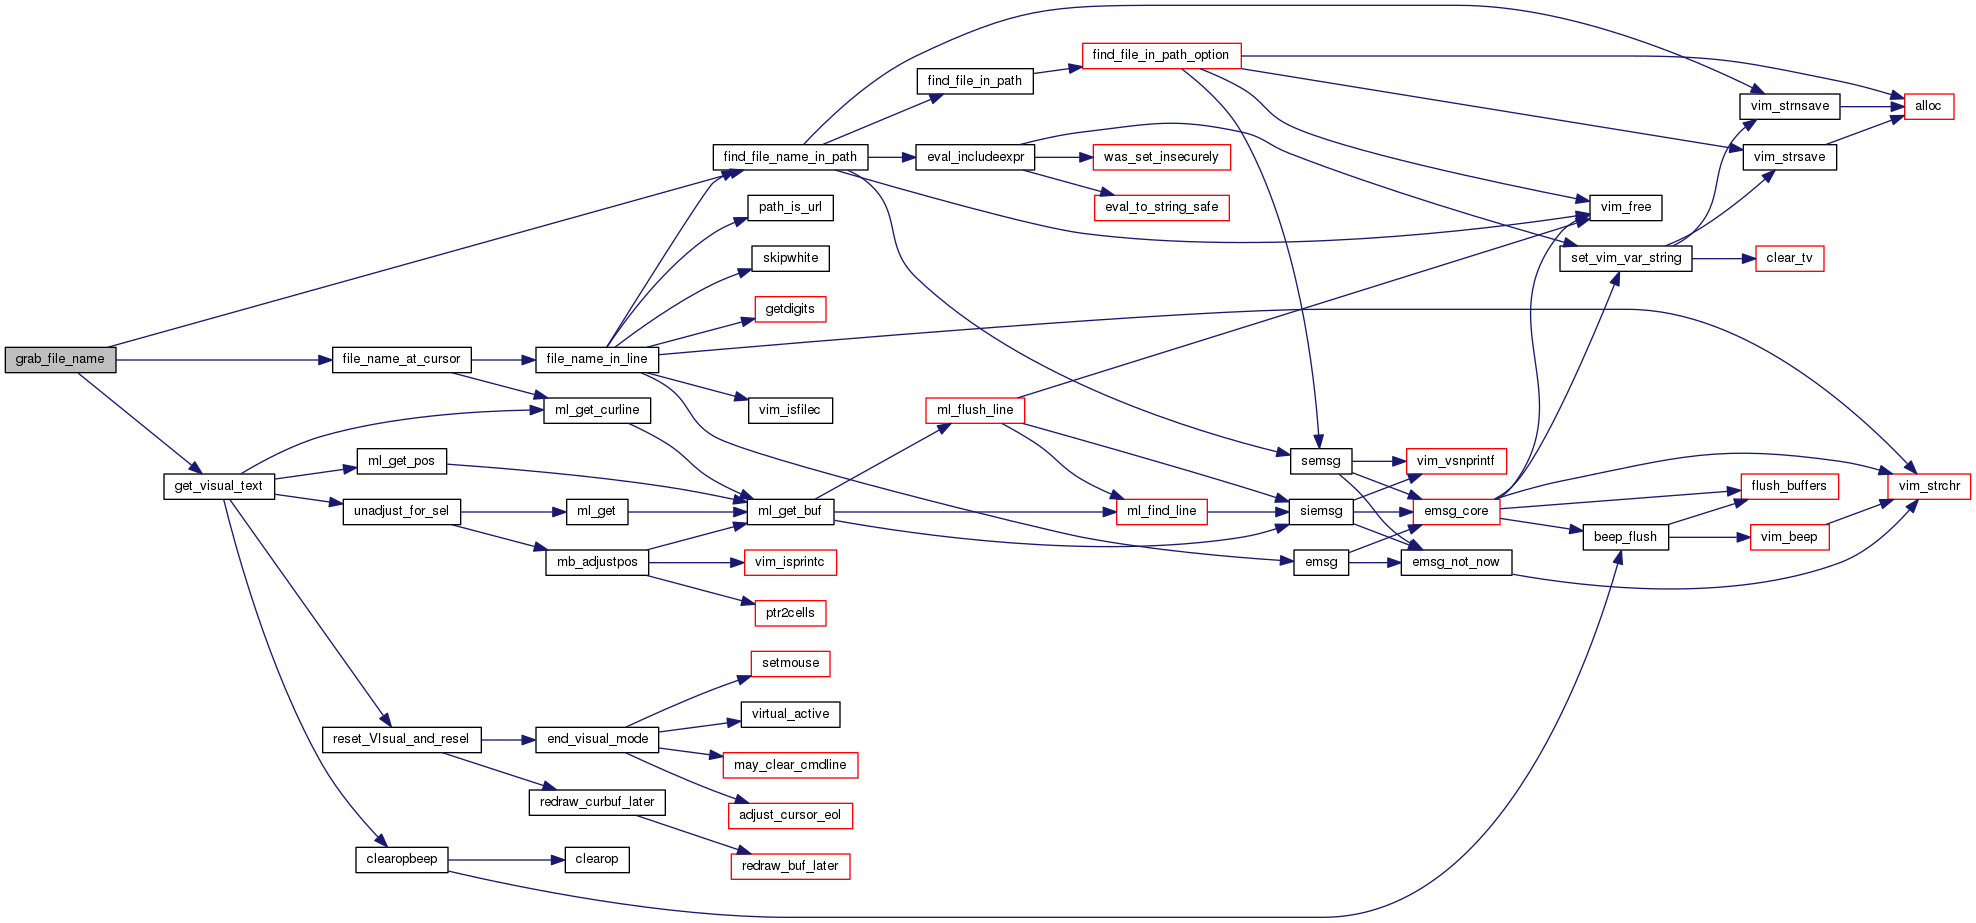 find_file_in_path_option
find_file_in_path
vim_strnsave
alloc
find_file_name_in_path
eval_includeexpr
was_set_insecurely
vim_strsave
path_is_url
eval_to_string_safe
vim_free
skipwhite
set_vim_var_string
clear_tv
getdigits
grab_file_name
file_name_at_cursor
file_name_in_line
ml_get_curline
vim_isfilec
ml_flush_line
ml_get_pos
semsg
vim_vsnprintf
get_visual_text
flush_buffers
vim_strchr
unadjust_for_sel
ml_get
ml_get_buf
ml_find_line
siemsg
emsg_core
beep_flush
vim_beep
mb_adjustpos
vim_isprintc
emsg
emsg_not_now
ptr2cells
setmouse
virtual_active
reset_VIsual_and_resel
end_visual_mode
may_clear_cmdline
redraw_curbuf_later
adjust_cursor_eol
clearopbeep
clearop
redraw_buf_later